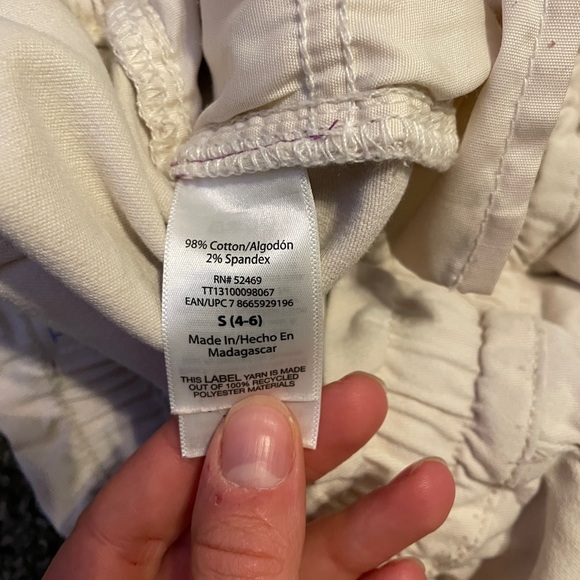 98% Cotton/Algodón
2% Spandex
RN# 52469
TT13100098067
EAN/UPC 7 8665929196
S (4-6)
Made In/Hecho En
Madagascar
THIS LABEL YARN IS MADE
OUT OF 100% RECYCLED
POLYESTER MATERIALS